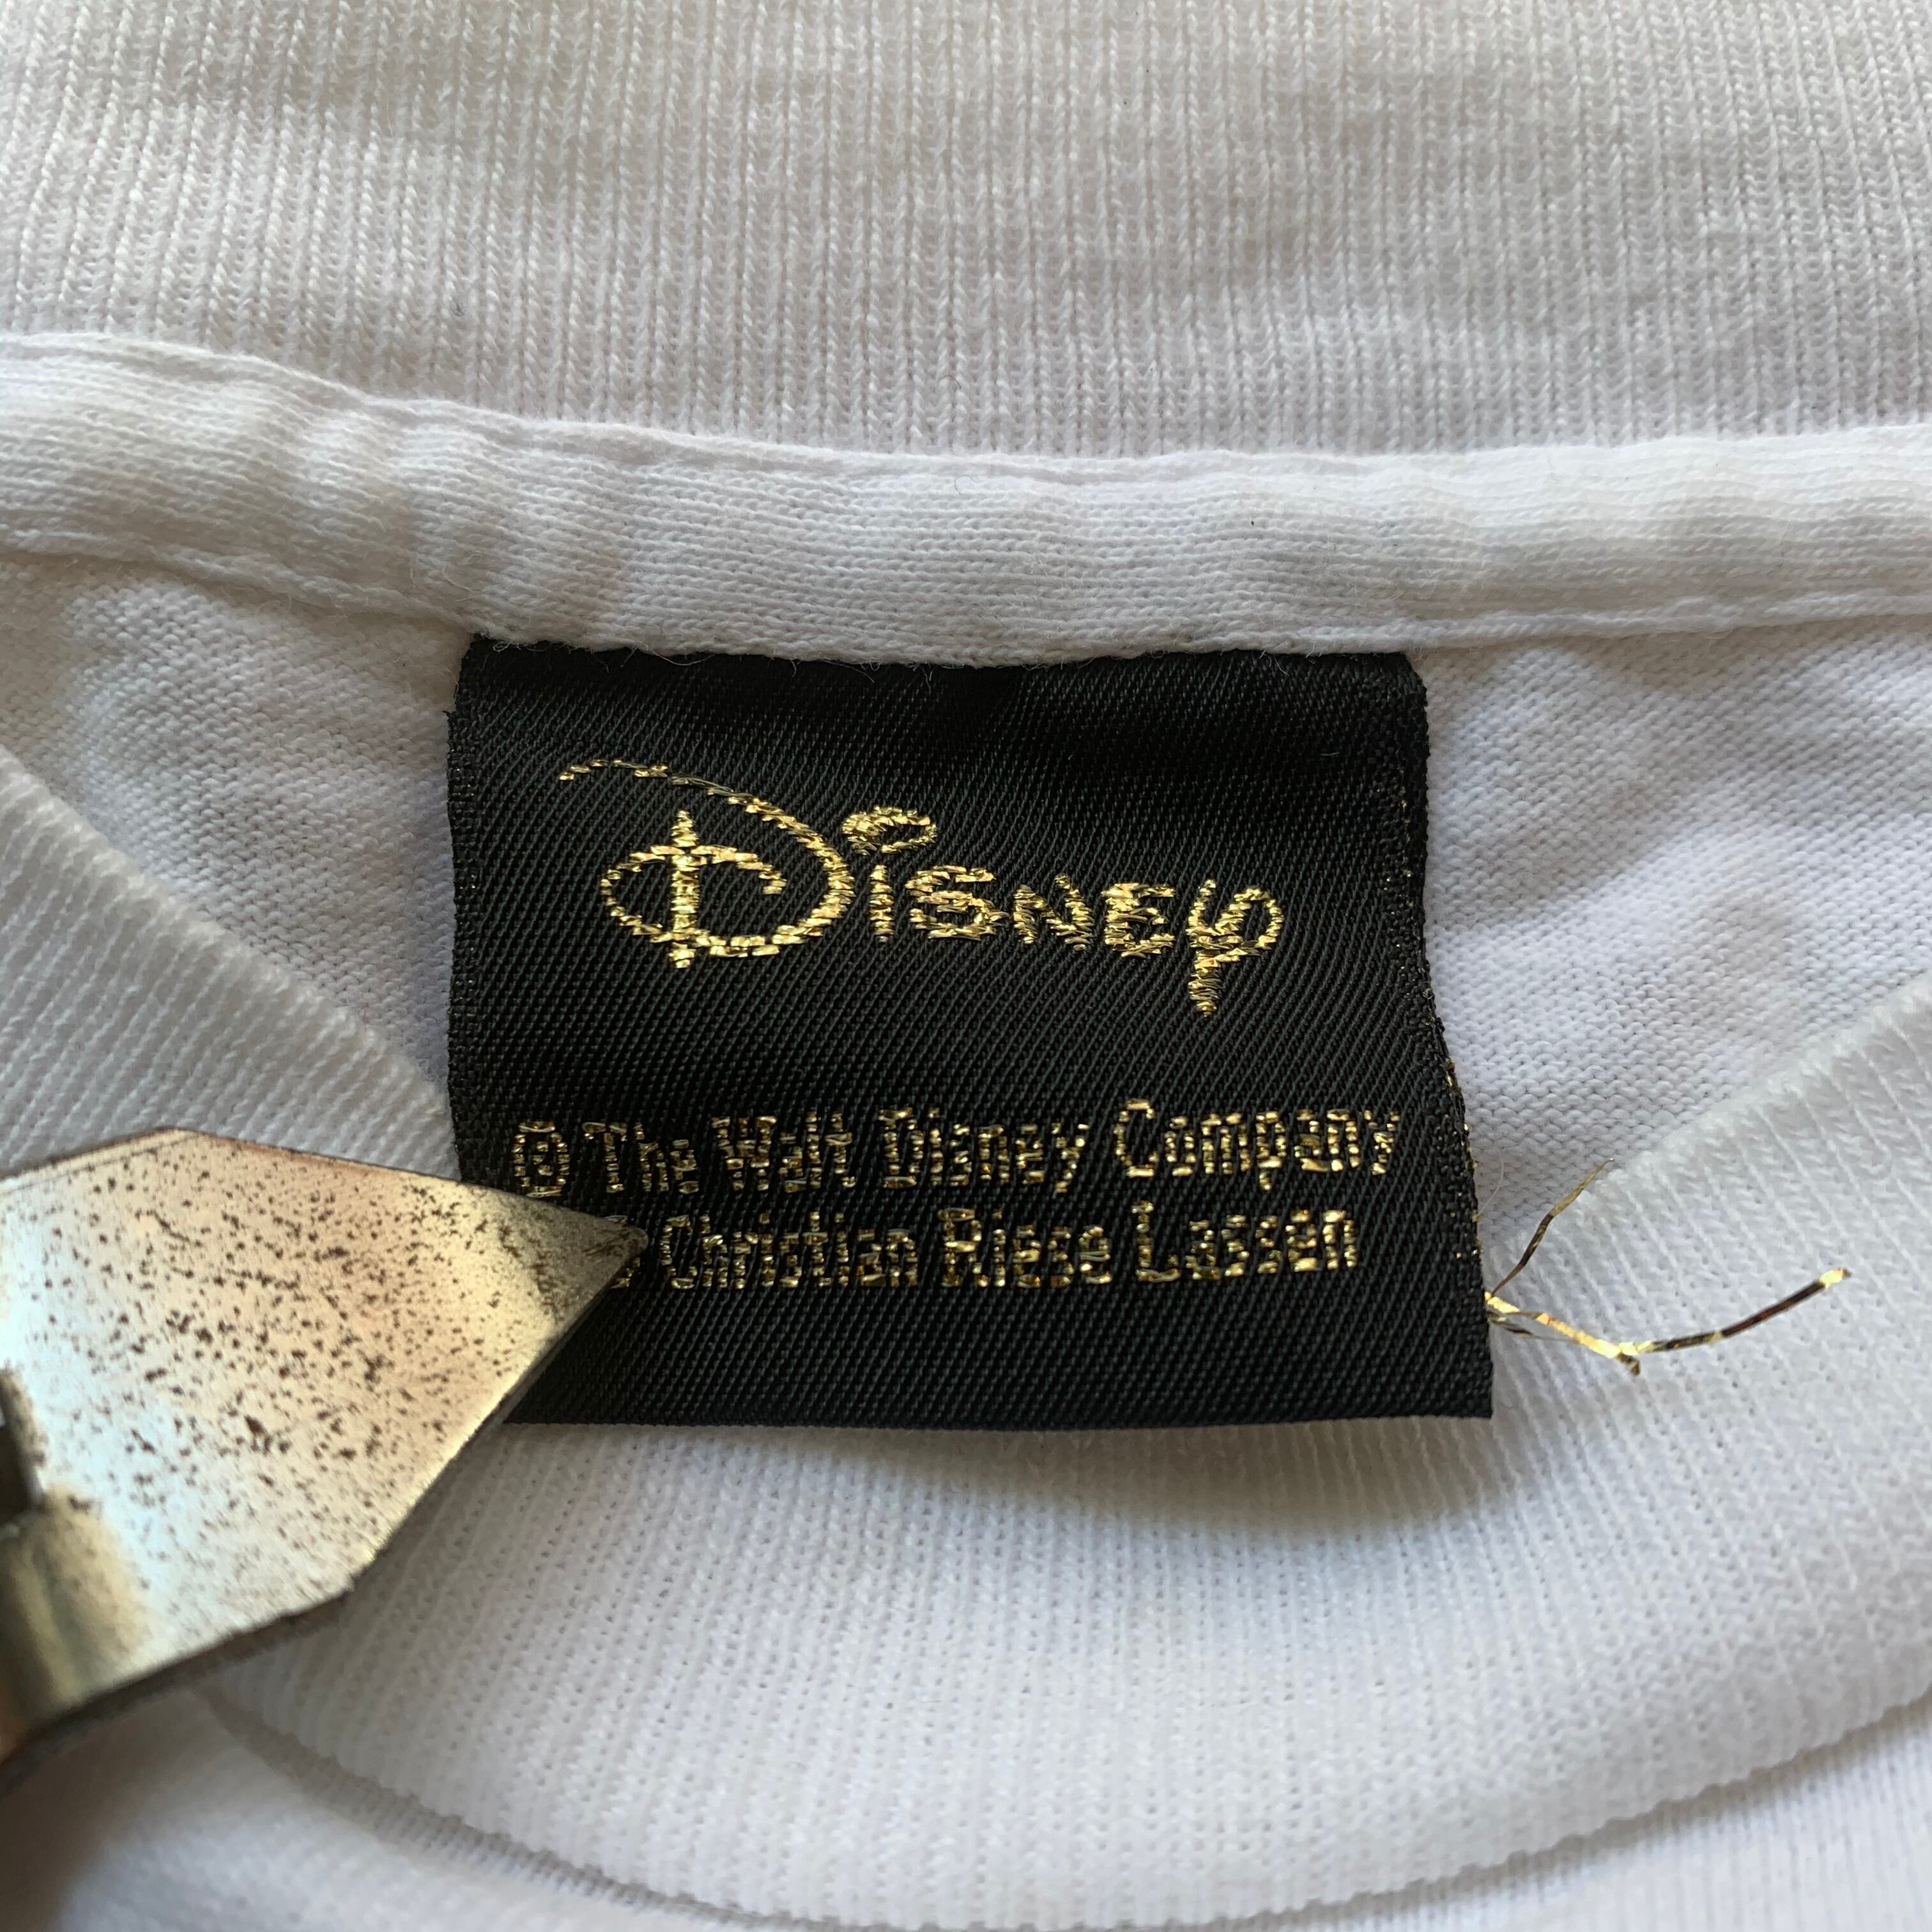 Disney
© The Walt Disney Company
© Christian Riese Lassen